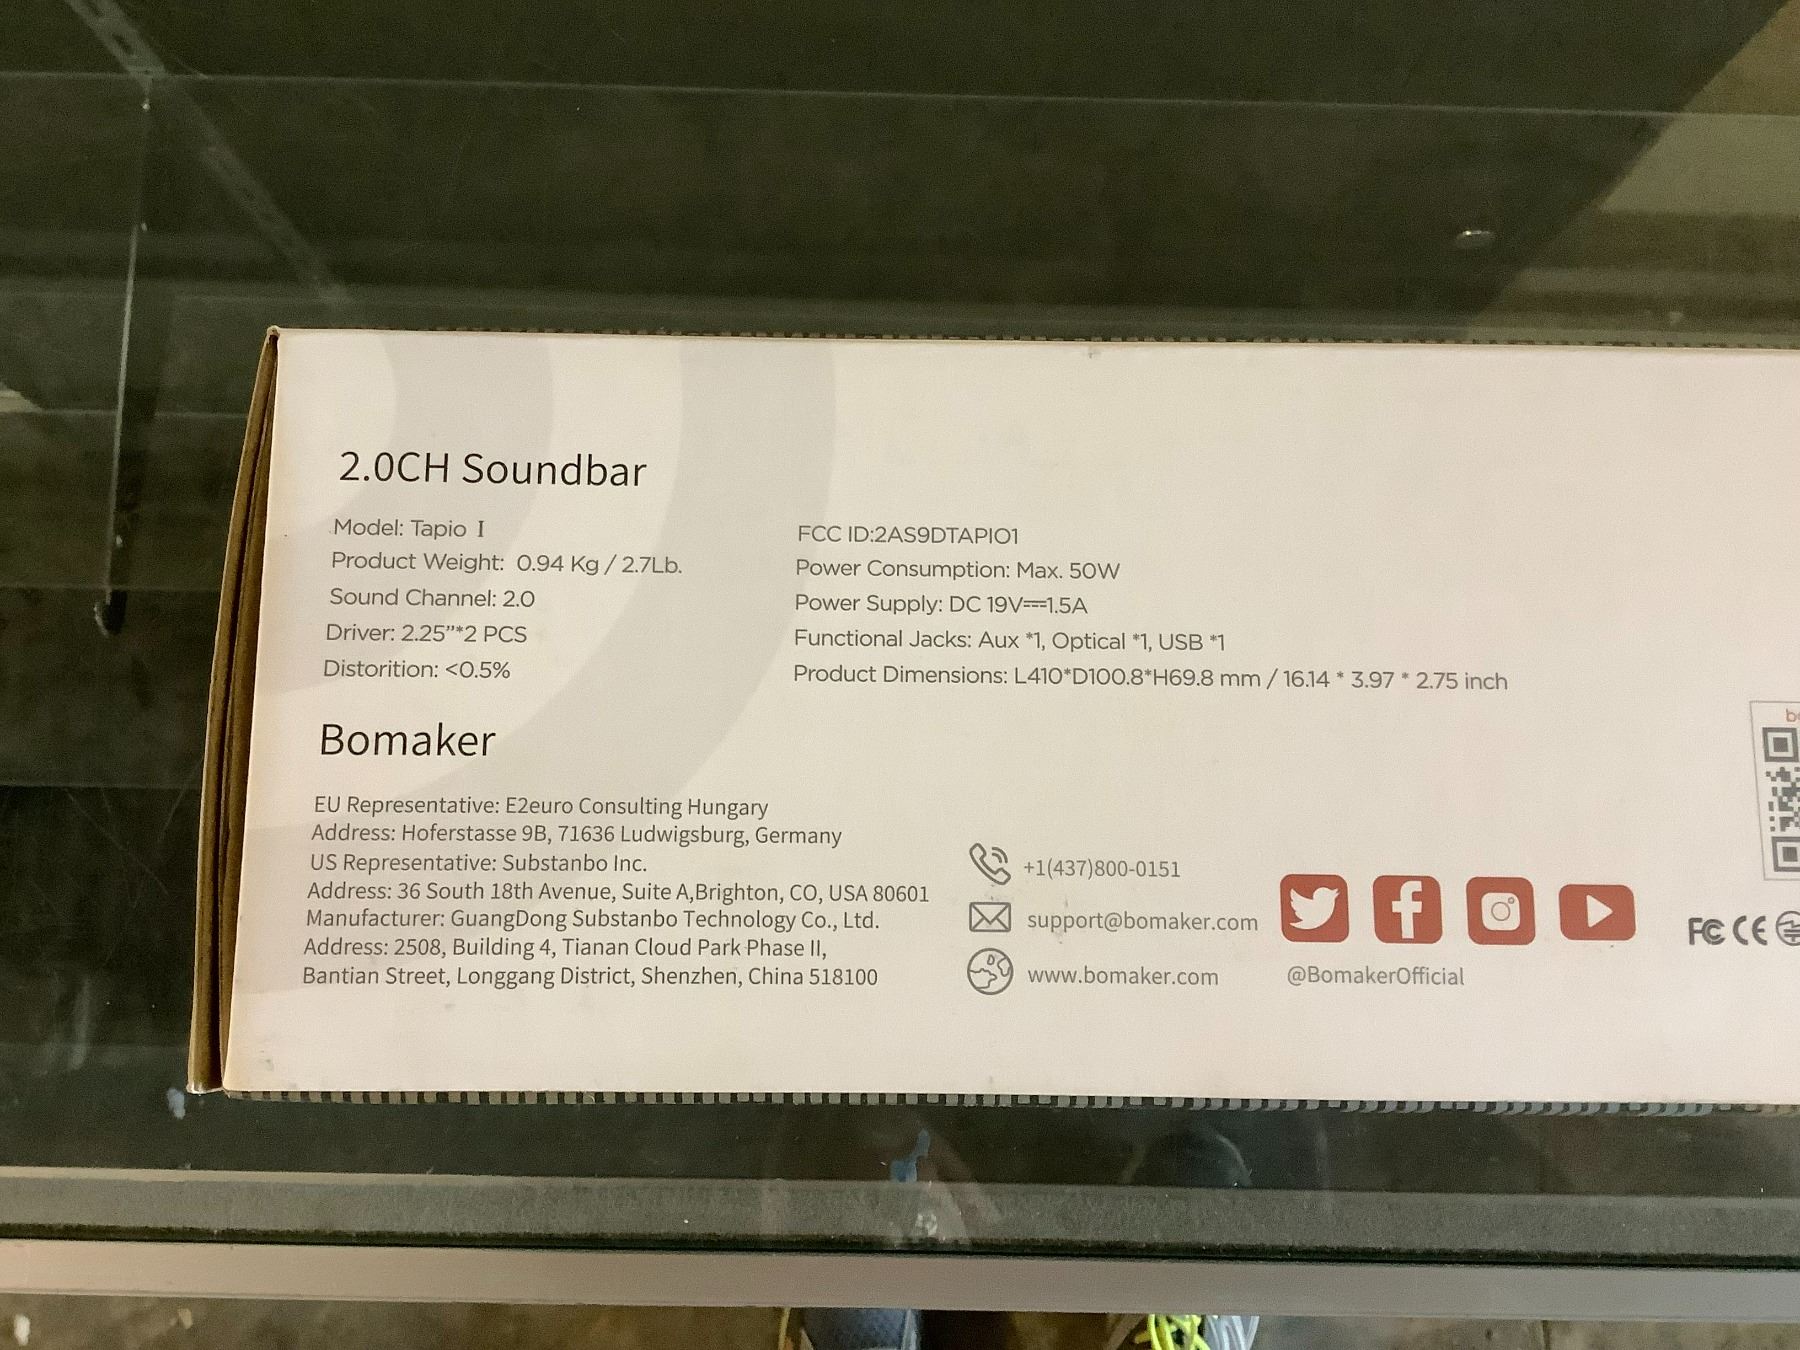 2.0CH Soundbar
Model: Tapio I
Product Weight: 0.94 Kg / 2.7Lb.
Sound Channel: 2.0
Driver: 2.25"*2 PCS
Distorition: <0.5%
FCC ID:2AS9DTAPIO1
Power Consumption: Max. 50W
Power Supply: DC 19V⎓1.5A
Functional Jacks: Aux *1, Optical *1, USB *1
Product Dimensions: L410*D100.8*H69.8 mm / 16.14 * 3.97 * 2.75 inch
Bomaker
EU Representative: E2euro Consulting Hungary
Address: Hoferstasse 9B, 71636 Ludwigsburg, Germany
US Representative: Substanbo Inc.
Address: 36 South 18th Avenue, Suite A,Brighton, CO, USA 80601
Manufacturer: GuangDong Substanbo Technology Co., Ltd.
Address: 2508, Building 4, Tianan Cloud Park Phase II,
Bantian Street, Longgang District, Shenzhen, China 518100
+1(437)800-0151
support@bomaker.com
www.bomaker.com
@BomakerOfficial
FC CE